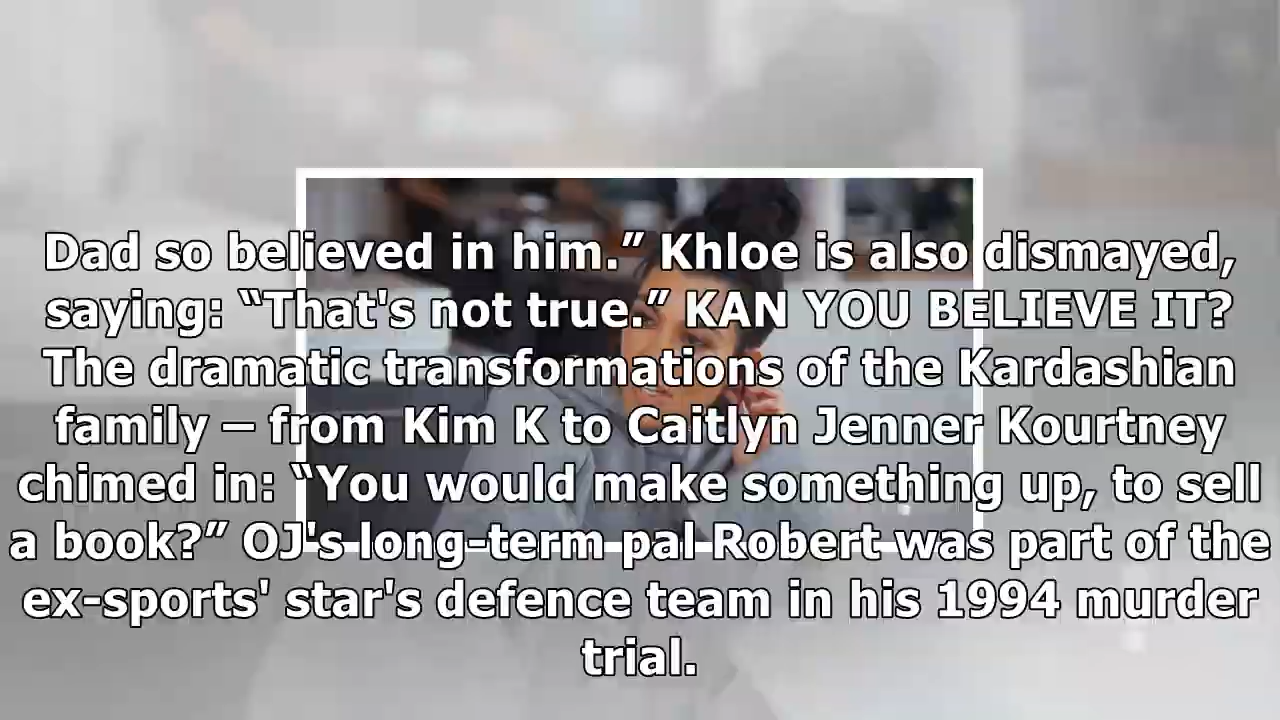 Dad so believed in him.” Khloe is also dismayed,
saying: “That's not true.” KAN YOU BELIEVE IT?
The dramatic transformations of the Kardashian
family – from Kim K to Caitlyn Jenner Kourtney
chimed in: “You would make something up, to sell
a book?” OJ's long-term pal Robert was part of the
ex-sports' star's defence team in his 1994 murder
trial.